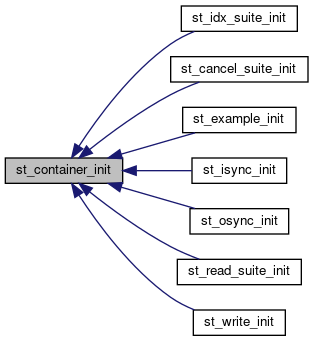 st_idx_suite_init
st_cancel_suite_init
st_example_init
st_container_init
st_isync_init
st_osync_init
st_read_suite_init
st_write_init